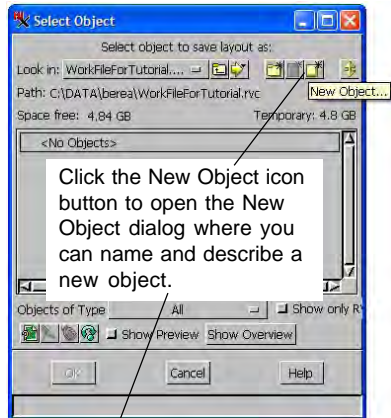 Select Object
Select object to save layout as:
Look in: WorkFileForTutorial....
Path: C:\DATA\berea\WorkFileForTutorial.rvc
New Object...
Space free: 4.84 GB Temporary: 4.8 GB
<No Objects>
Click the New Object icon
button to open the New
Object dialog where you
can name and describe a
new object.
Objects of Type All Show only
Show Preview Show Overview
OK Cancel Help